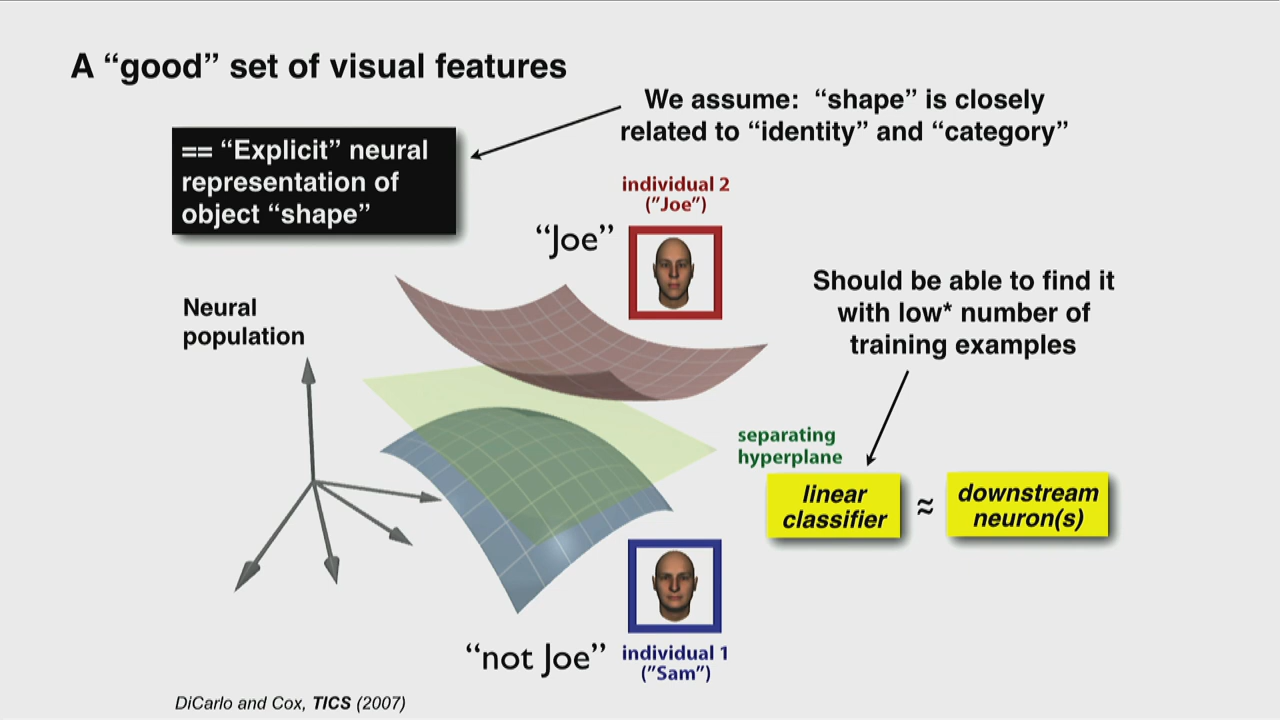 A “good” set of visual features
We assume: “shape” is closely
related to “identity” and “category”
== “Explicit” neural
representation of
object “shape”
individual 2
(”Joe”)
“Joe”
Should be able to find it
with low* number of
training examples
Neural
population
separating
hyperplane
linear
classifier
≈
downstream
neuron(s)
“not Joe”
individual 1
(”Sam”)
DiCarlo and Cox, TICS (2007)